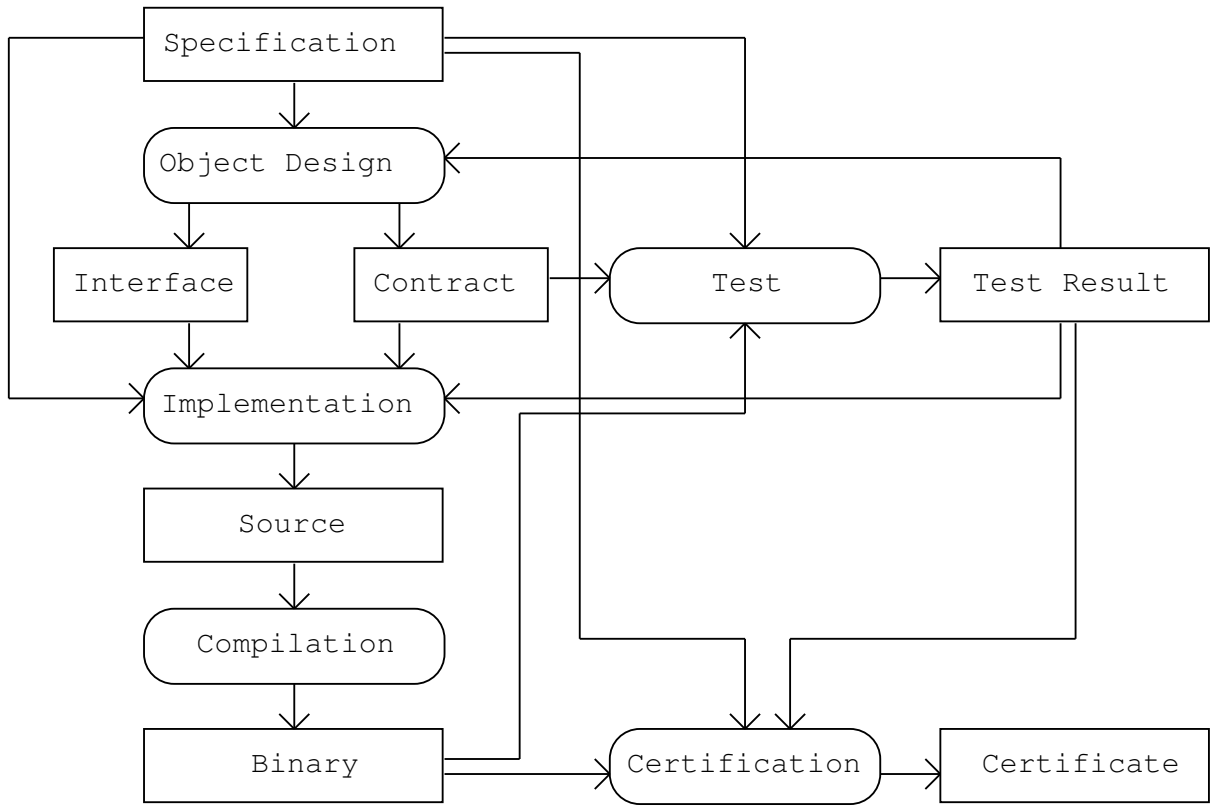 Specification
Object Design
Interface
Contract
Test
Test Result
Implementation
Source
Compilation
Binary
Certification
Certificate